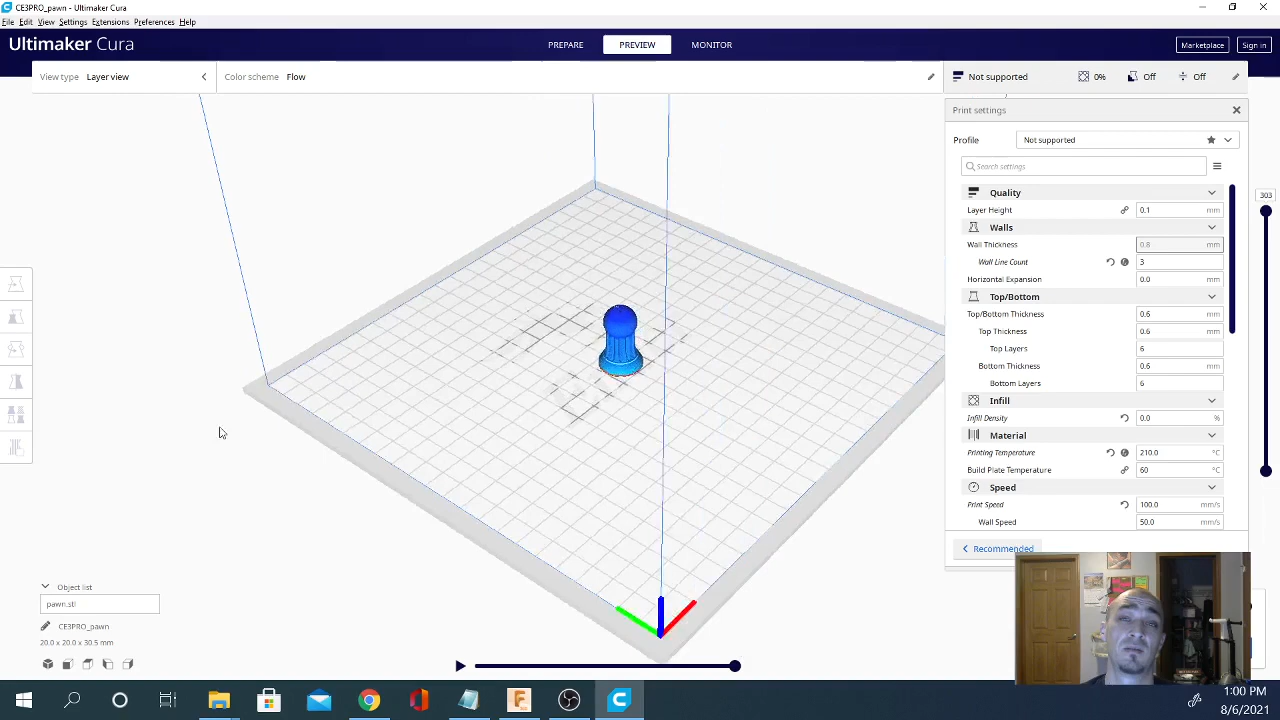 CE3PRO_pawn - Ultimaker Cura
File Edit View Settings Extensions Preferences Help
Ultimaker Cura
PREPARE PREVIEW MONITOR
Marketplace Sign in
View type Layer view Color scheme Flow
Not supported 0% Off Off
Print settings
Profile Not supported
Search settings
Quality
Layer Height 0.1 mm
Walls
Wall Thickness 0.8 mm
Wall Line Count 3
Horizontal Expansion 0.0 mm
Top/Bottom
Top/Bottom Thickness 0.6 mm
Top Thickness 0.6 mm
Top Layers 6
Bottom Thickness 0.6 mm
Bottom Layers 6
Infill
Infill Density 0.0 %
Material
Printing Temperature 210.0 °C
Build Plate Temperature 60 °C
Speed
Print Speed 100.0 mm/s
Wall Speed 50.0 mm/s
Recommended
303
Object list
pawn.stl
CE3PRO_pawn
20.0 x 20.0 x 30.5 mm
1:00 PM
8/6/2021